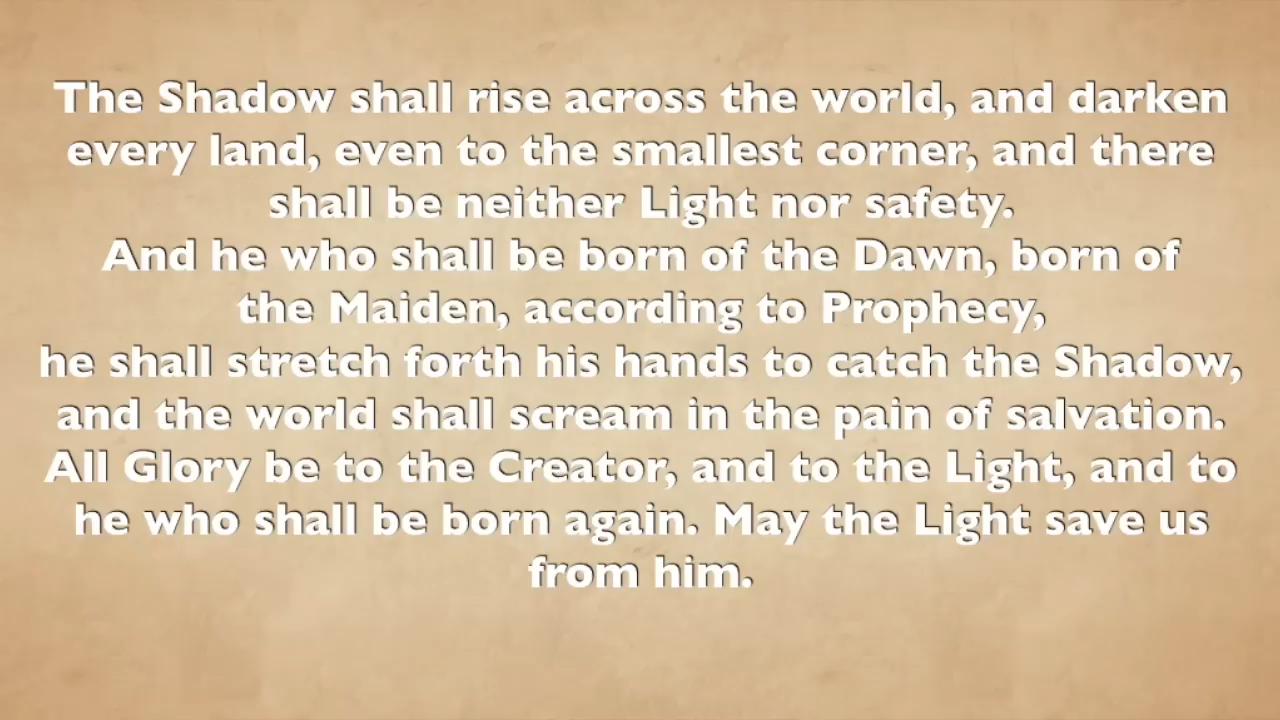 The Shadow shall rise across the world, and darken
every land, even to the smallest corner, and there
shall be neither Light nor safety.
And he who shall be born of the Dawn, born of
the Maiden, according to Prophecy,
he shall stretch forth his hands to catch the Shadow,
and the world shall scream in the pain of salvation.
All Glory be to the Creator, and to the Light, and to
he who shall be born again. May the Light save us
from him.